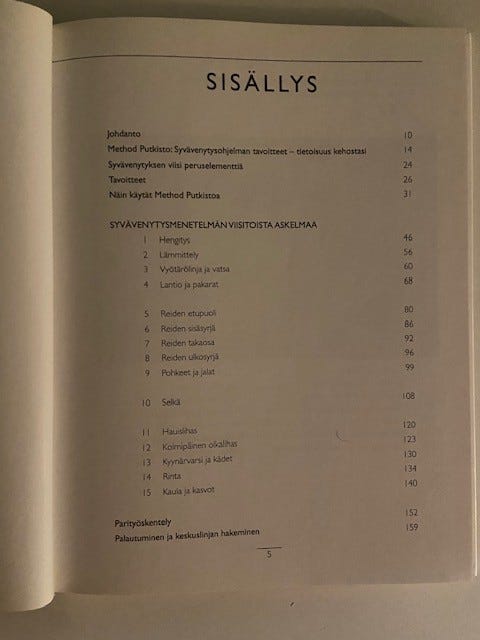 SISÄLLYS
Johdanto 10
Method Putkisto: Syvävenytysohjelman tavoitteet – tietoisuus kehostasi 14
Syvävenytyksen viisi peruselementtiä 24
Tavoitteet 26
Näin käytät Method Putkistoa 31
SYVÄVENYTYSMENETELMÄN VIISITOISTA ASKELMAA
1 Hengitys 46
2 Lämmittely 56
3 Vyötärölinja ja vatsa 60
4 Lantio ja pakarat 68
5 Reiden etupuoli 80
6 Reiden sisäsyrjä 86
7 Reiden takaosa 92
8 Reiden ulkosyrjä 96
9 Pohkeet ja jalat 99
10 Selkä 108
11 Hauislihas 120
12 Kolmipäinen olkalihas 123
13 Kyynärvarsi ja kädet 130
14 Rinta 134
15 Kaula ja kasvot 140
Parityöskentely 152
Palautuminen ja keskuslinjan hakeminen 159
5